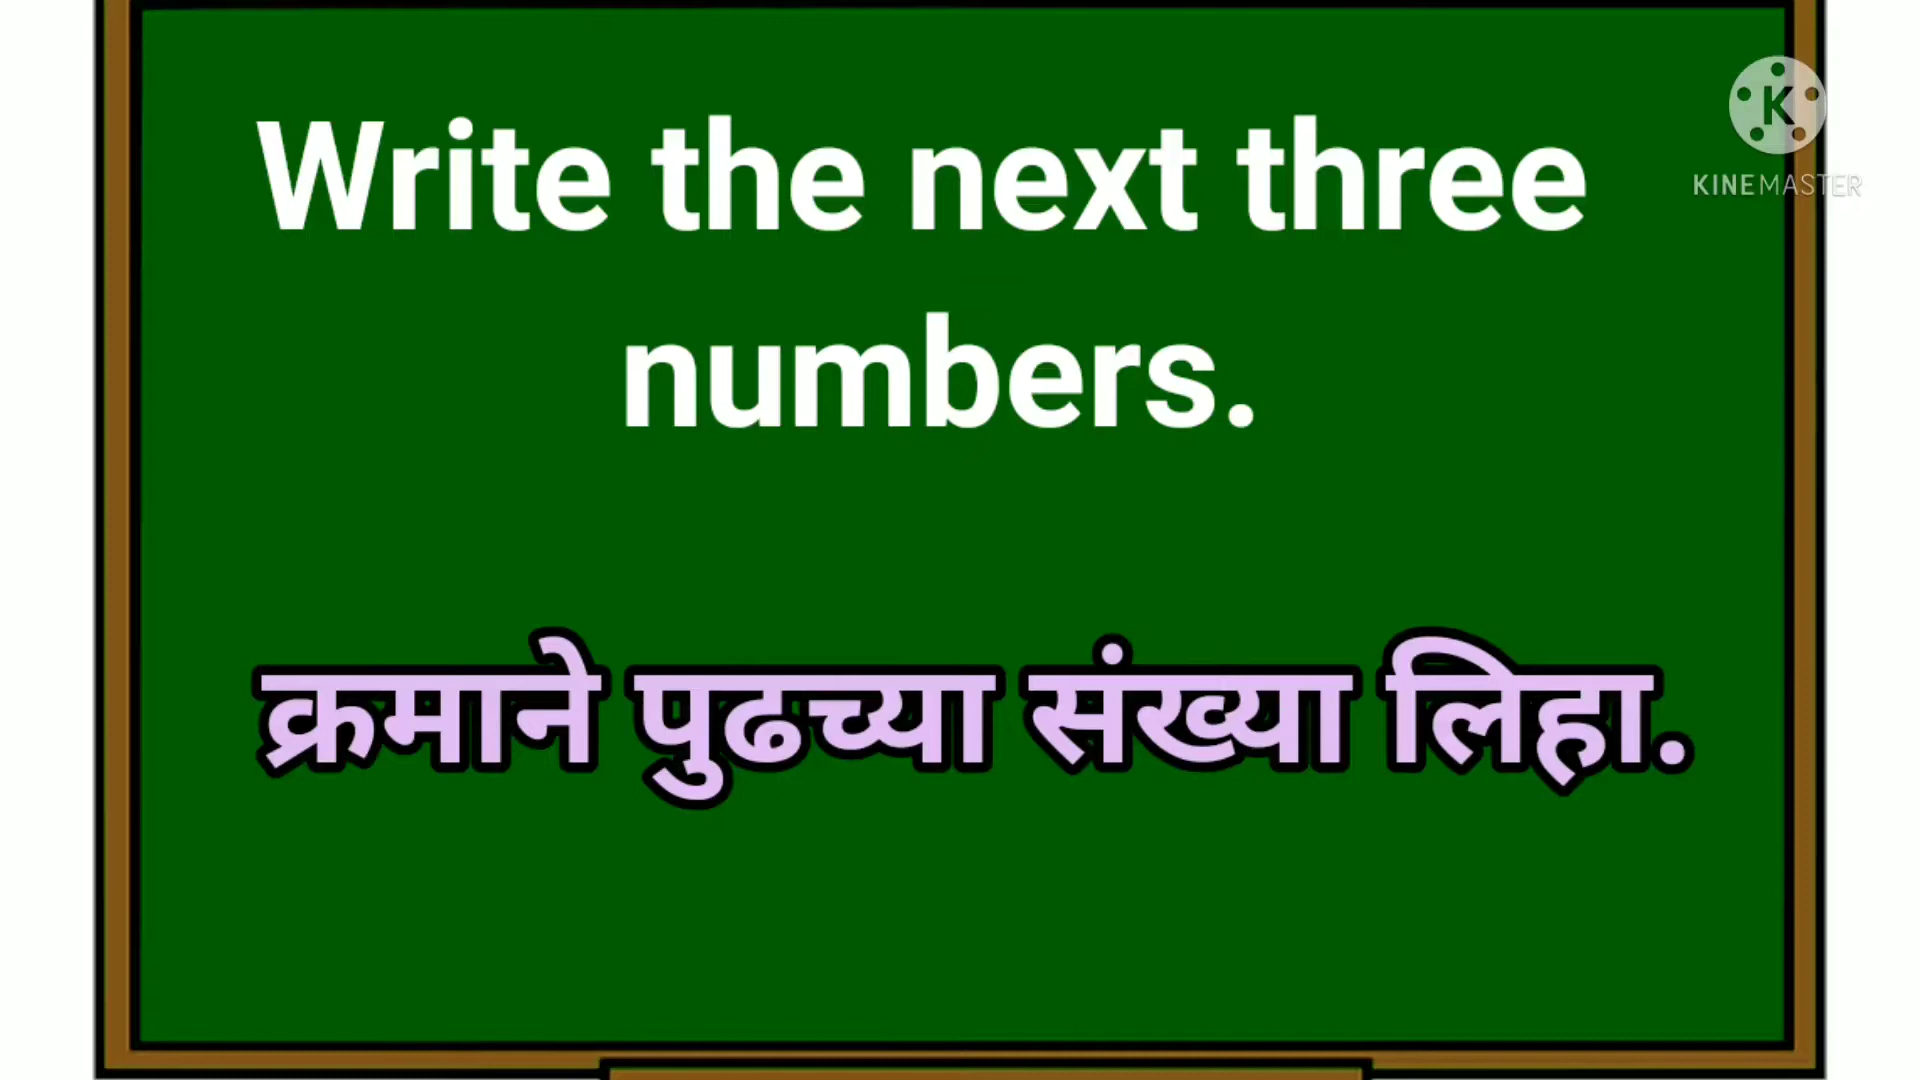 Write the next three
numbers.
क्रमाने पुढच्या संख्या लिहा.
K
KINEMASTER